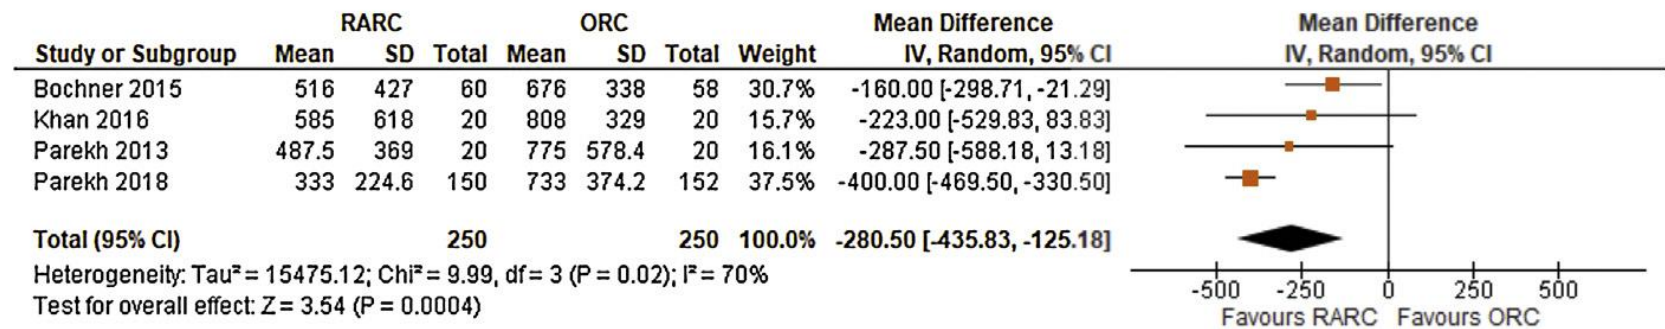 RARC ORC Mean Difference Mean Difference
Study or Subgroup Mean SD Total Mean SD Total Weight IV, Random, 95% CI IV, Random, 95% CI
Bochner 2015 516 427 60 676 338 58 30.7% -160.00 [-298.71, -21.29]
Khan 2016 585 618 20 808 329 20 15.7% -223.00 [-529.83, 83.83]
Parekh 2013 487.5 369 20 775 578.4 20 16.1% -287.50 [-588.18, 13.18]
Parekh 2018 333 224.6 150 733 374.2 152 37.5% -400.00 [-469.50, -330.50]
Total (95% CI) 250 250 100.0% -280.50 [-435.83, -125.18]
Heterogeneity: Tau² = 15475.12; Chi² = 9.99, df = 3 (P = 0.02); I² = 70%
Test for overall effect: Z = 3.54 (P = 0.0004)
-500 -250 0 250 500
Favours RARC Favours ORC